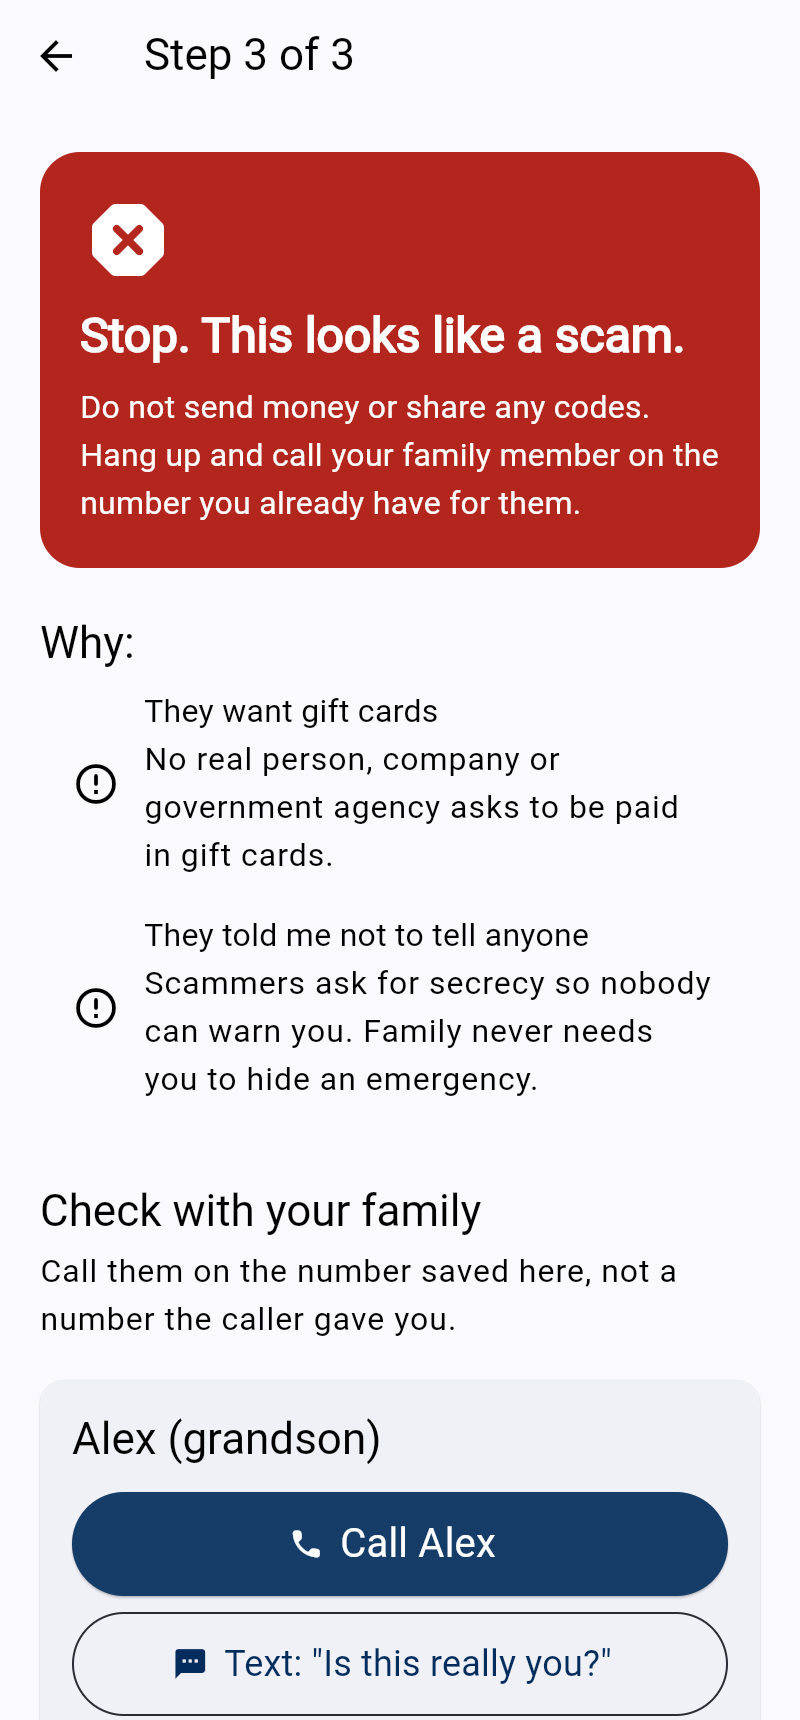 Step 3 of 3
Stop. This looks like a scam.
Do not send money or share any codes.
Hang up and call your family member on the
number you already have for them.
Why:
They want gift cards
No real person, company or
government agency asks to be paid
in gift cards.
They told me not to tell anyone
Scammers ask for secrecy so nobody
can warn you. Family never needs
you to hide an emergency.
Check with your family
Call them on the number saved here, not a
number the caller gave you.
Alex (grandson)
Call Alex
Text: "Is this really you?"